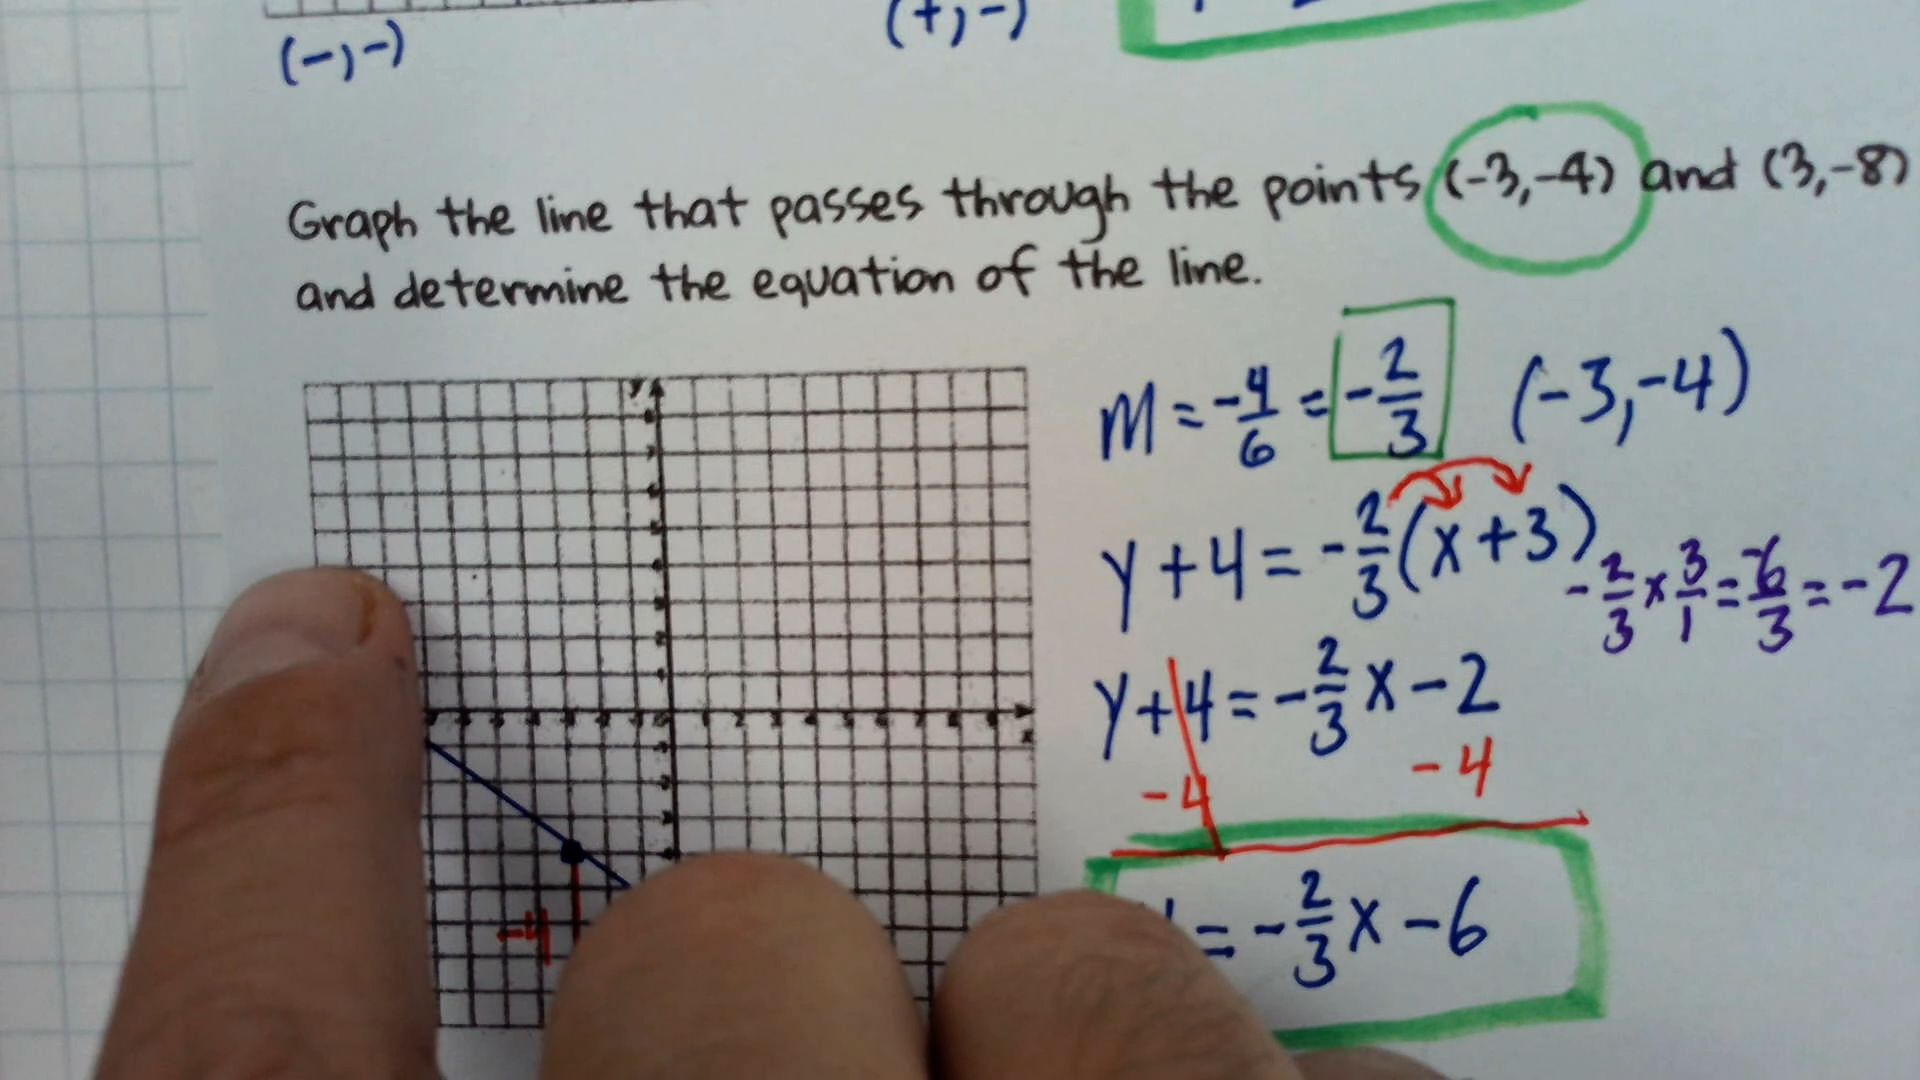 (-,-)
(+,-)
Graph the line that passes through the points (-3,-4) and (3,-8)
and determine the equation of the line.
m = -4/6 = -2/3 (-3,-4)
y+4 = -2/3(x+3)
-2/3 x 3/1 = -6/3 = -2
y+4 = -2/3x-2
-4 -4
= -2/3x-6
y
x
-4